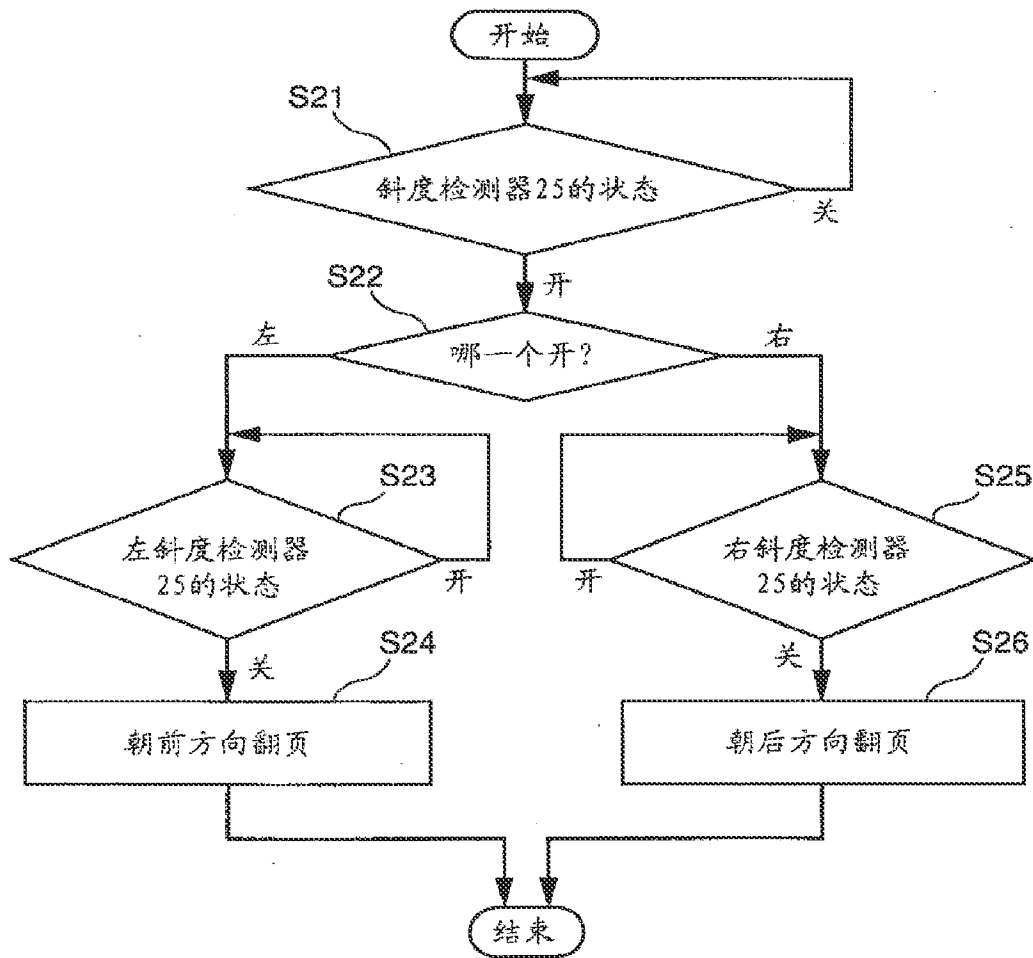 开始
S21
斜度检测器25的状态
关
开
S22
左
哪一个开?
右
S23
左斜度检测器
25的状态
开
S25
右斜度检测器
25的状态
开
关
S24
朝前方向翻页
关
S26
朝后方向翻页
结束